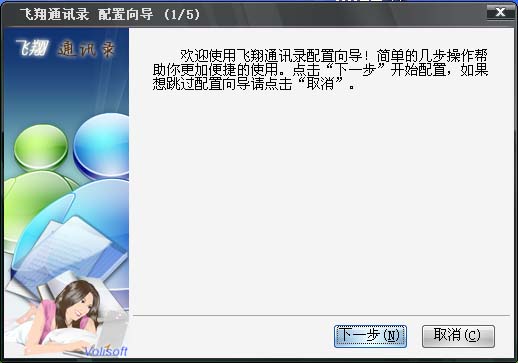 飞翔通讯录 配置向导 (1/5)
飞翔 通讯录
欢迎使用飞翔通讯录配置向导！简单的几步操作帮
助你更加便捷的使用。点击“下一步”开始配置，如果
想跳过配置向导请点击“取消”。
Volisoft
下一步(N)
取消(C)